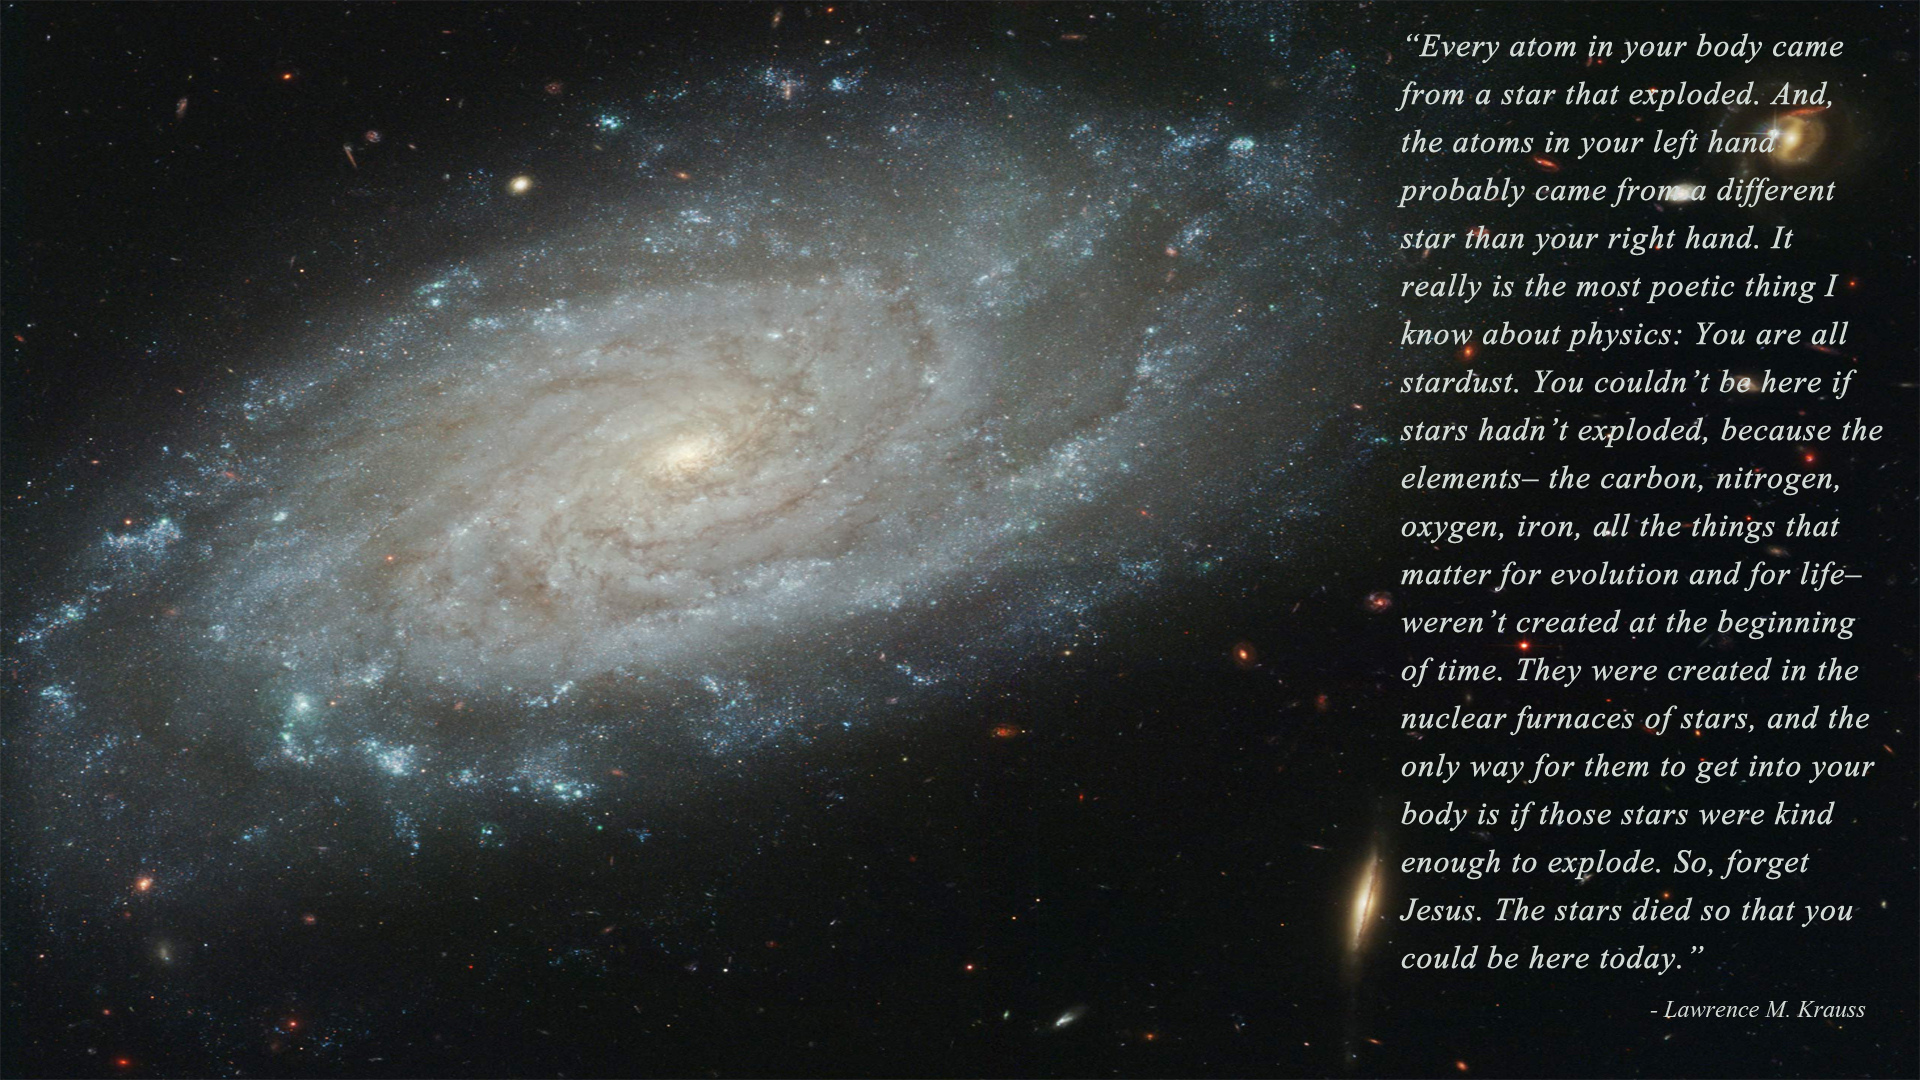 “Every atom in your body came
from a star that exploded. And,
the atoms in your left hand
probably came from a different
star than your right hand. It
really is the most poetic thing I
know about physics: You are all
stardust. You couldn’t be here if
stars hadn’t exploded, because the
elements– the carbon, nitrogen,
oxygen, iron, all the things that
matter for evolution and for life–
weren’t created at the beginning
of time. They were created in the
nuclear furnaces of stars, and the
only way for them to get into your
body is if those stars were kind
enough to explode. So, forget
Jesus. The stars died so that you
could be here today.”
- Lawrence M. Krauss